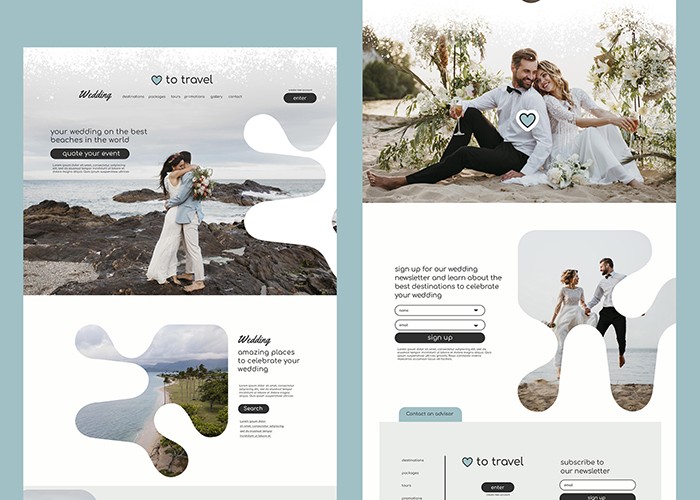 to travel
Wedding
destinations packages tours promotions gallery contact
enter
your wedding on the best
beaches in the world
quote your event
Wedding
amazing places
to celebrate your
wedding
Search
sign up for our wedding
newsletter and learn about the
best destinations to celebrate
your wedding
name
email
sign up
Contact an advisor
destinations
packages
tours
promotions
to travel
enter
subscribe to
our newsletter
email
sign up